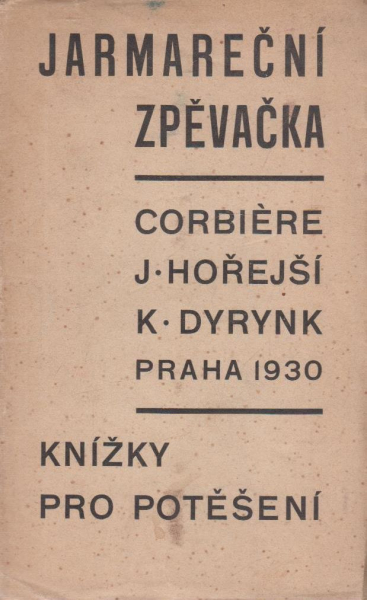 JARMAREČNÍ
ZPĚVAČKA
CORBIÈRE
J·HOŘEJŠÍ
K·DYRYNK
PRAHA 1930
KNÍŽKY
PRO POTĚŠENÍ